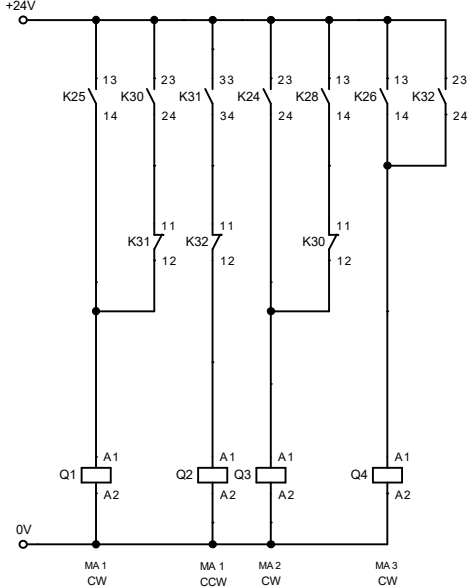 +24V
13 23 33 23 13 13 23
K25 K30 K31 K24 K28 K26 K32
14 24 34 24 14 14 24
11 11 11
K31 K32 K30
12 12 12
A1 A1 A1 A1
Q1 Q2 Q3 Q4
A2 A2 A2 A2
0V
MA 1 MA 1 MA 2 MA 3
CW CCW CW CW